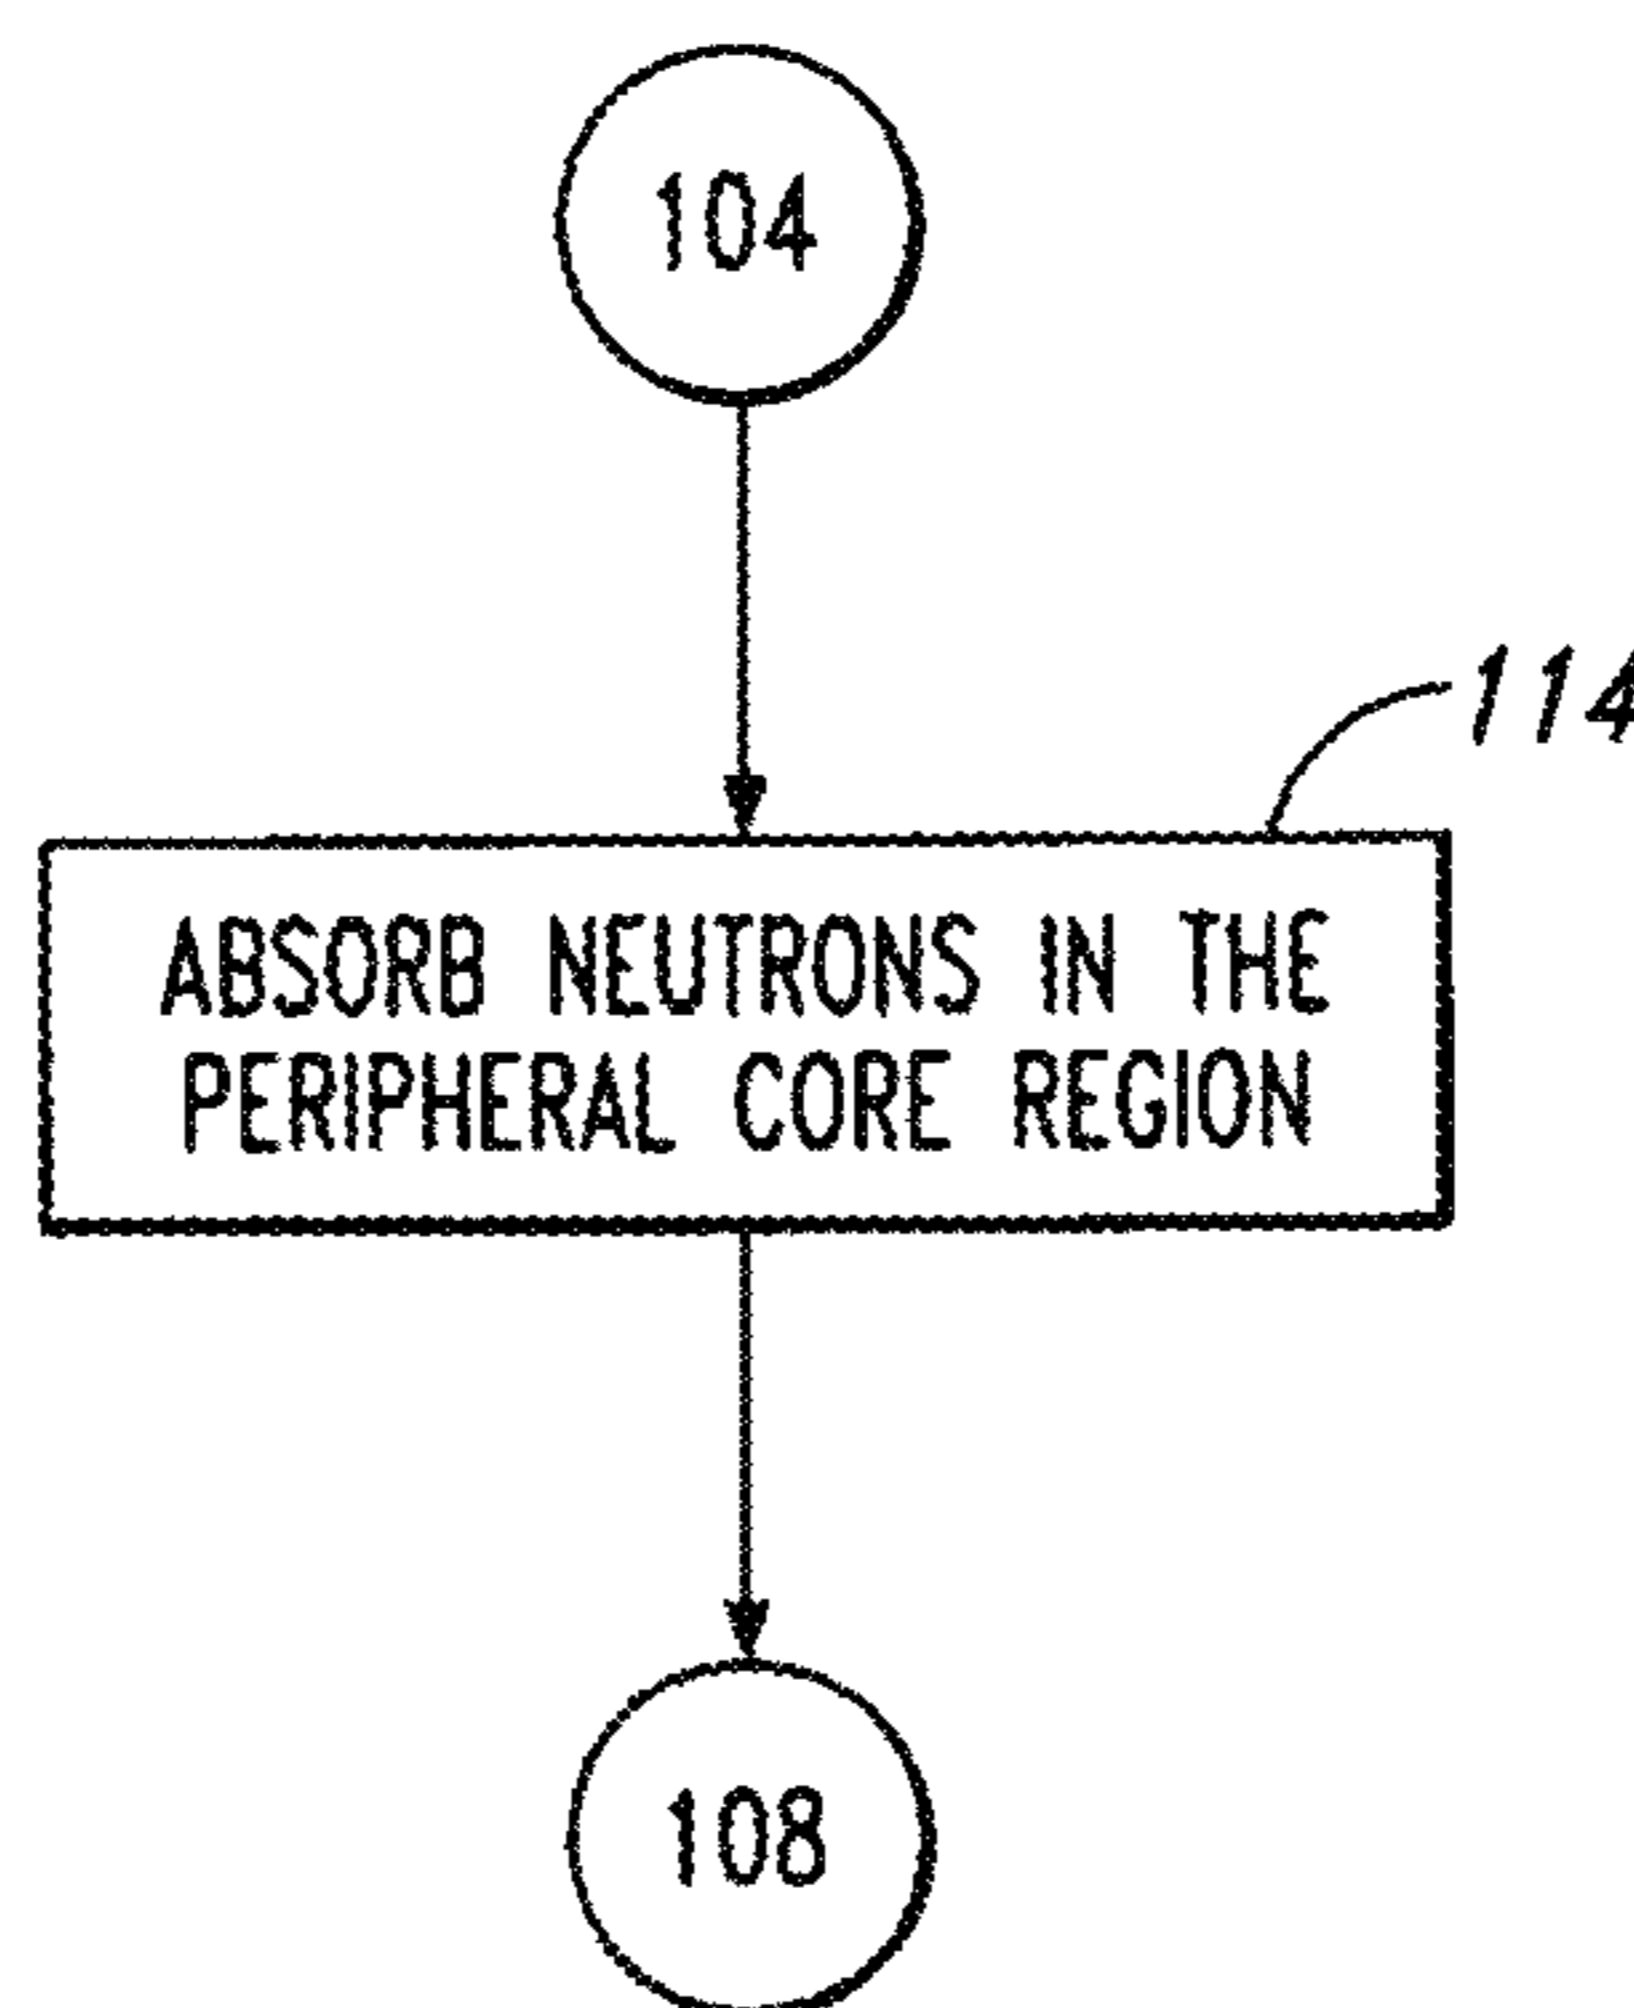 104
114
ABSORB NEUTRONS IN THE
PERIPHERAL CORE REGION
108